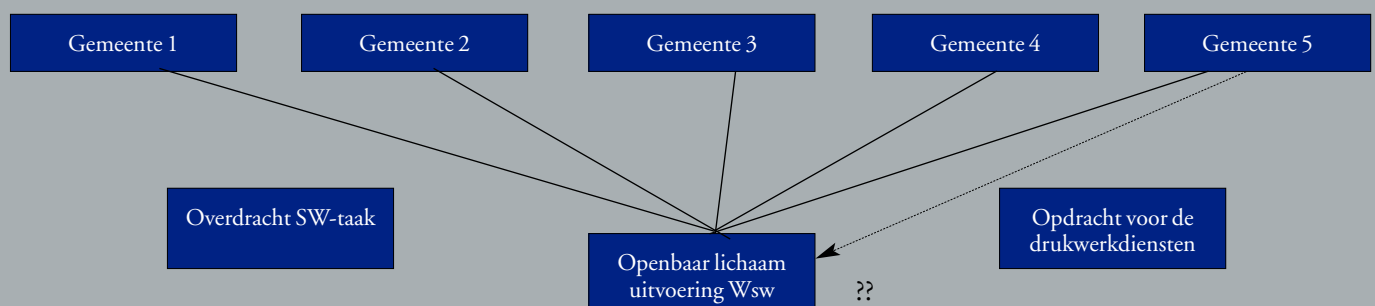 Gemeente 1
Gemeente 2
Gemeente 3
Gemeente 4
Gemeente 5
Overdracht SW-taak
Opdracht voor de
drukwerkdiensten
Openbaar lichaam
uitvoering Wsw
??